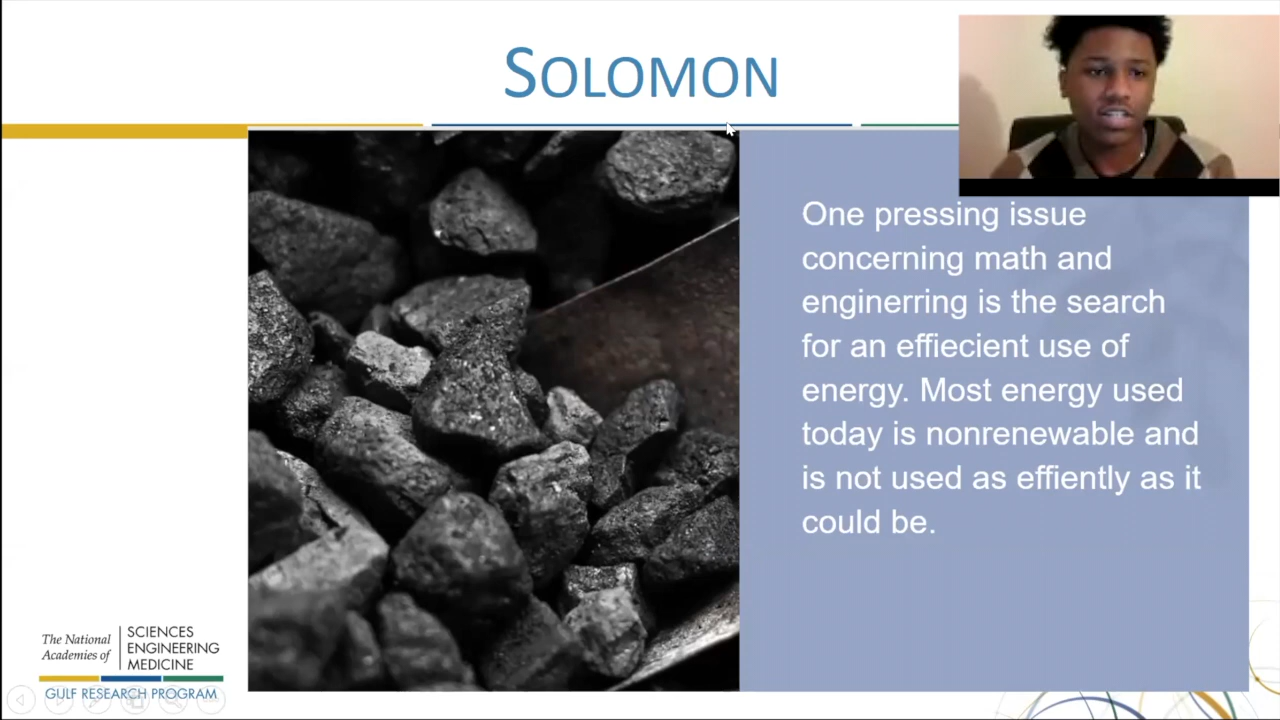 SOLOMON
One pressing issue
concerning math and
enginerring is the search
for an effiecient use of
energy. Most energy used
today is nonrenewable and
is not used as effiently as it
could be.
The National
Academies of
SCIENCES
ENGINEERING
MEDICINE
GULF RESEARCH PROGRAM